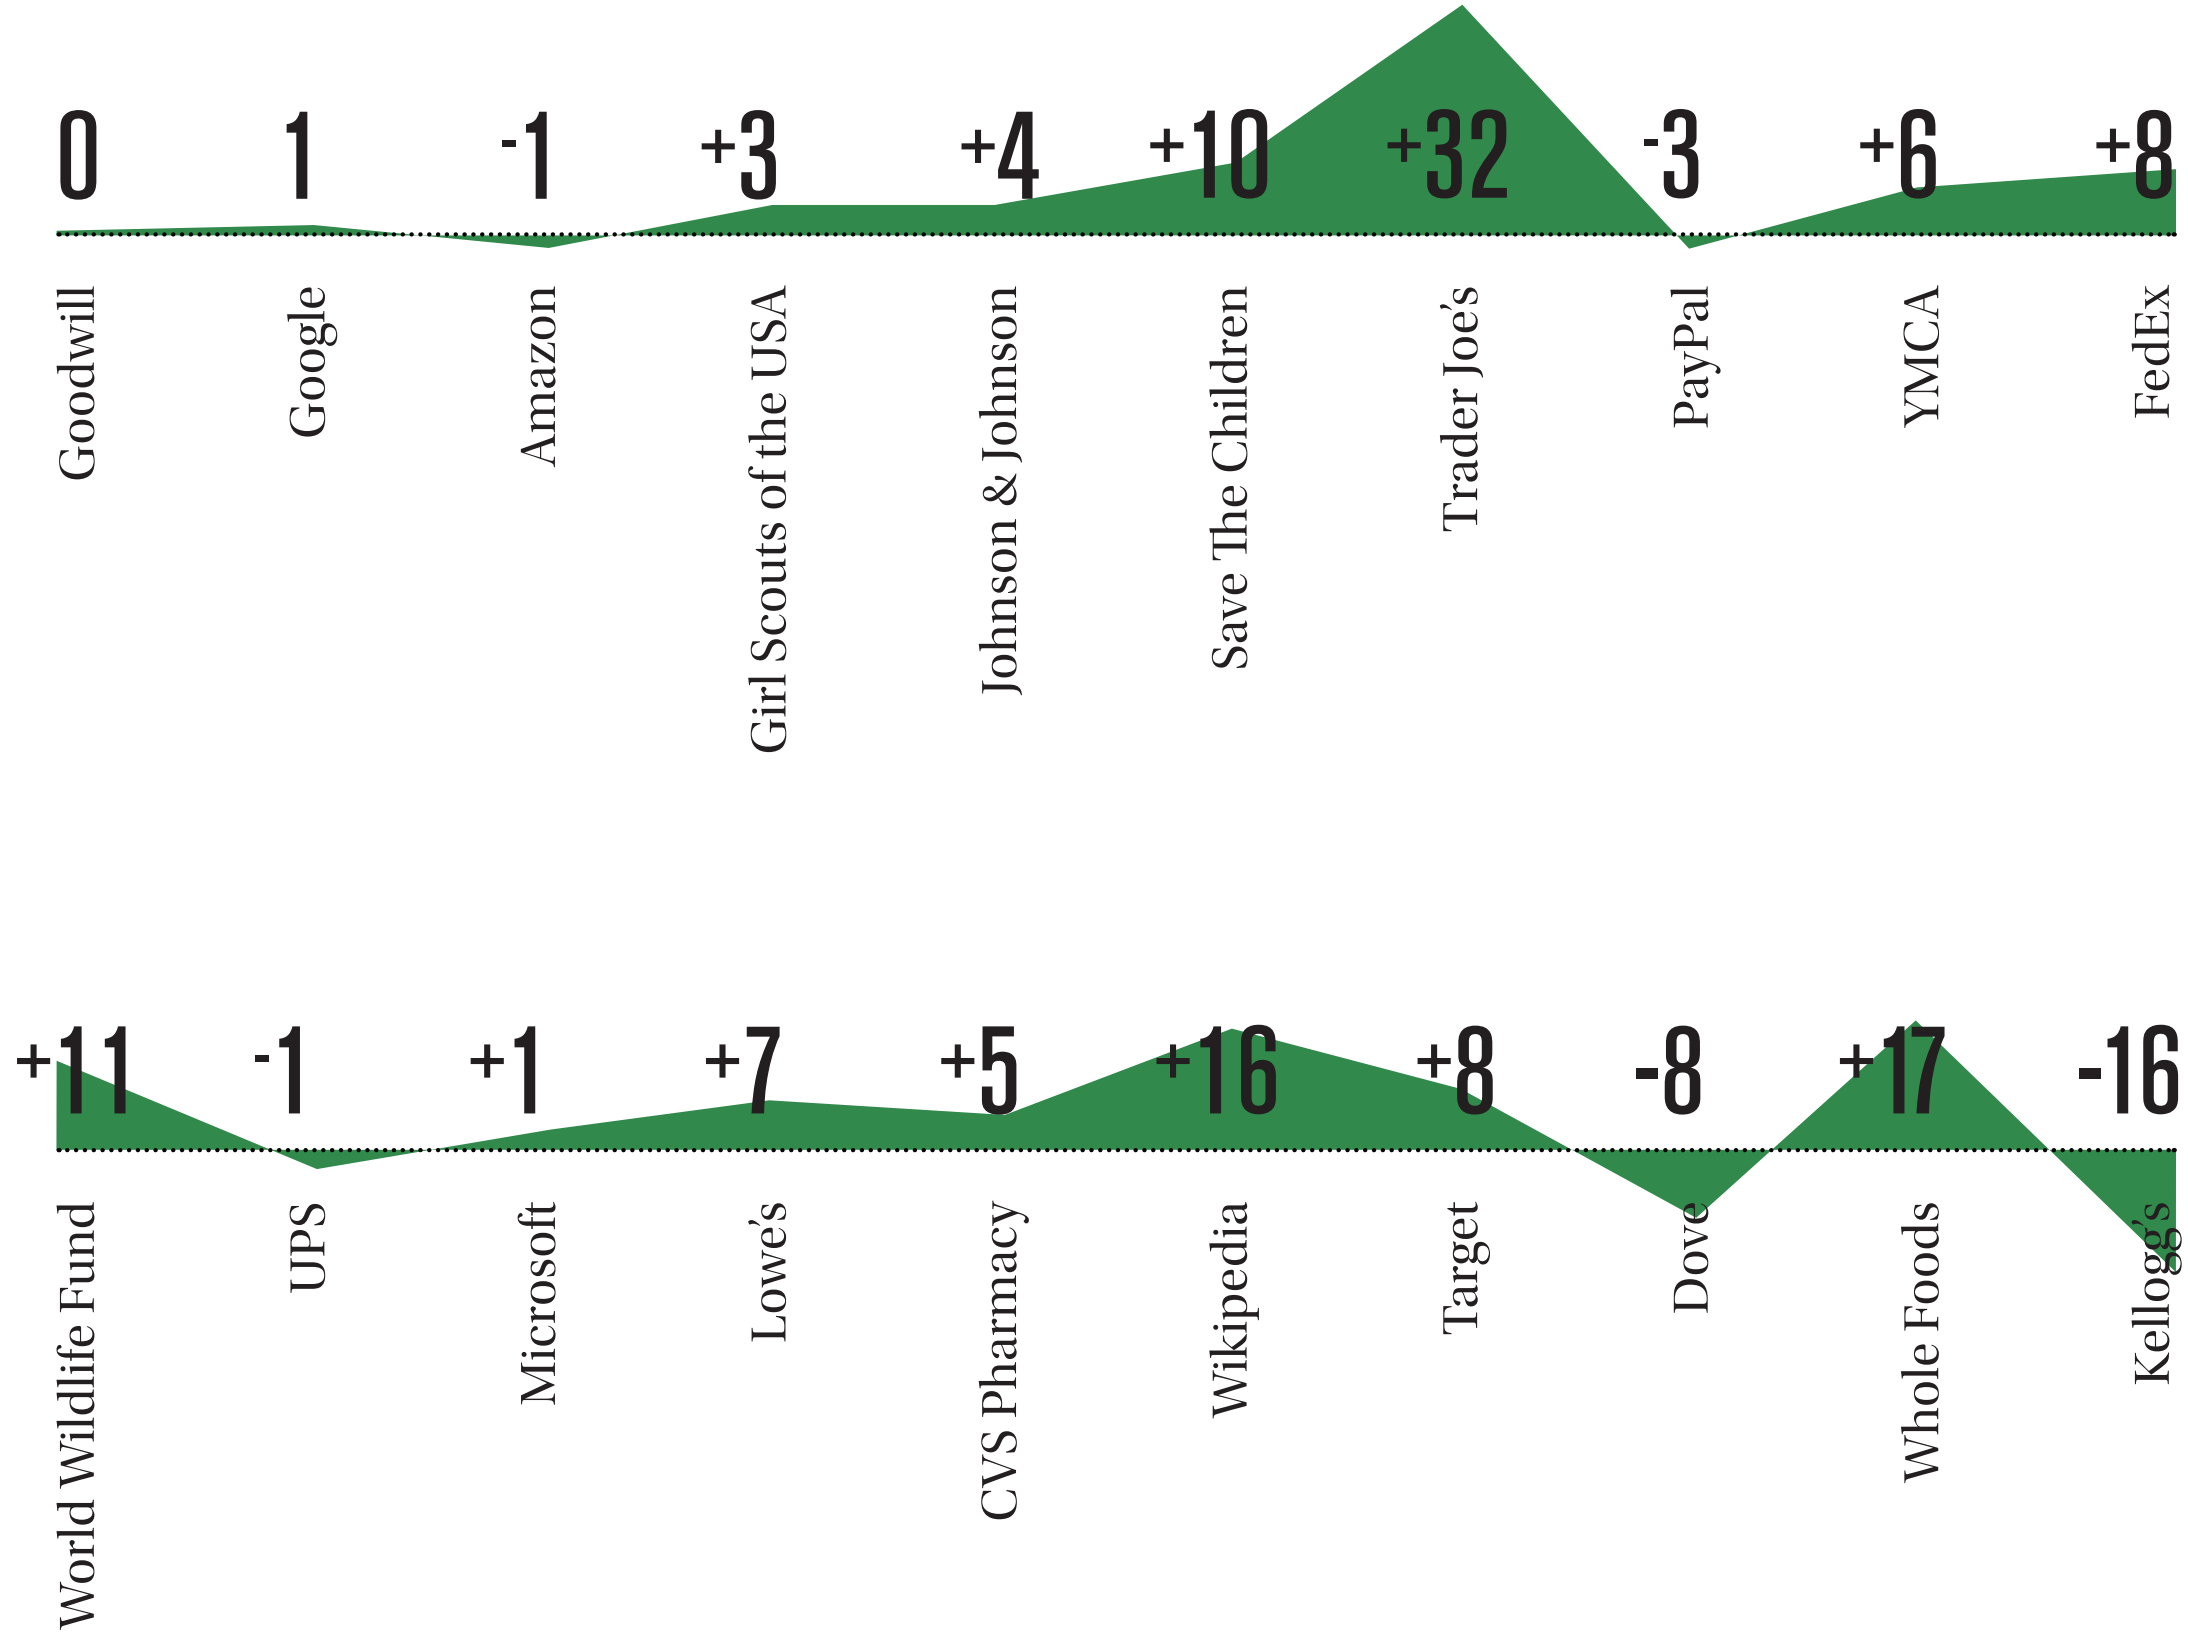 0 1 -1 +3 +4 +10 +32 -3 +6 +8
Goodwill
Google
Amazon
Girl Scouts of the USA
Johnson & Johnson
Save The Children
Trader Joe's
PayPal
YMCA
FedEx
+11 -1 +1 +7 +5 +16 +8 -8 +17 -16
World Wildlife Fund
UPS
Microsoft
Lowe's
CVS Pharmacy
Wikipedia
Target
Dove
Whole Foods
Kellogg's